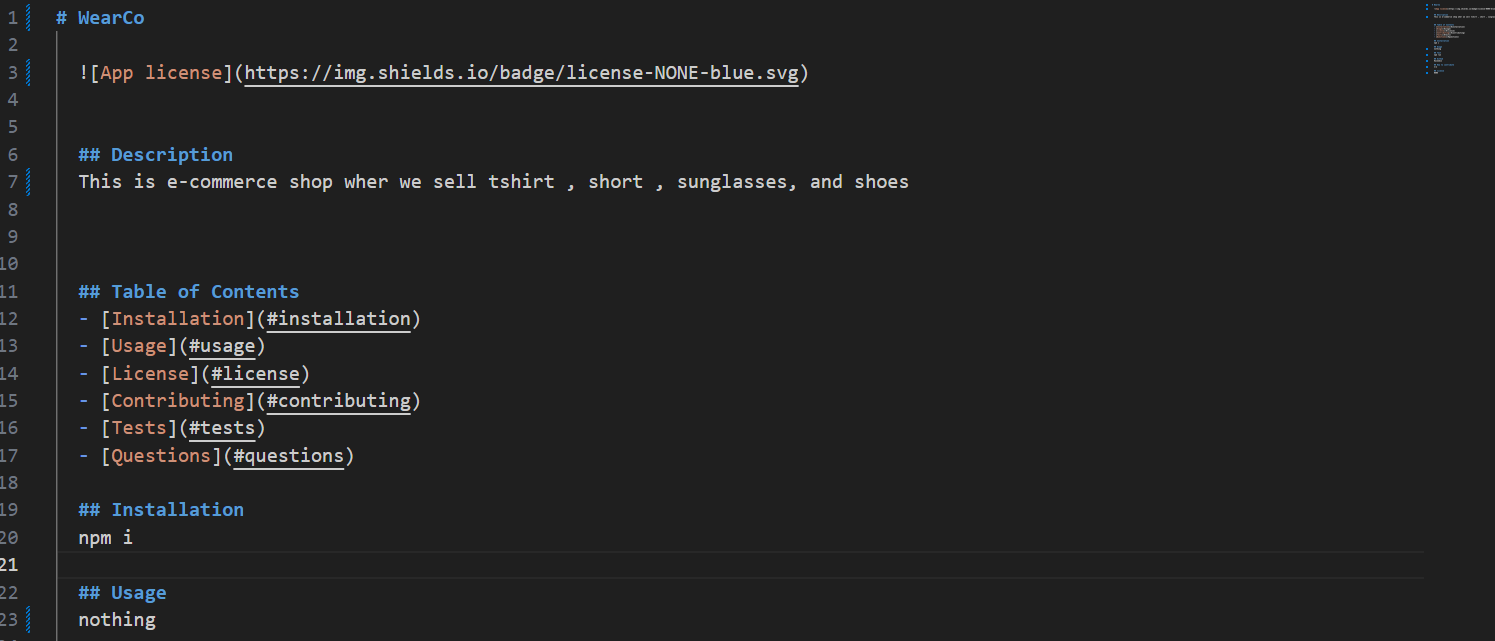 1 # WearCo
2
3 ![App license](https://img.shields.io/badge/license-NONE-blue.svg)
4
5
6 ## Description
7 This is e-commerce shop wher we sell tshirt , short , sunglasses, and shoes
8
9
10
11 ## Table of Contents
12 - [Installation](#installation)
13 - [Usage](#usage)
14 - [License](#license)
15 - [Contributing](#contributing)
16 - [Tests](#tests)
17 - [Questions](#questions)
18
19 ## Installation
20 npm i
21
22 ## Usage
23 nothing